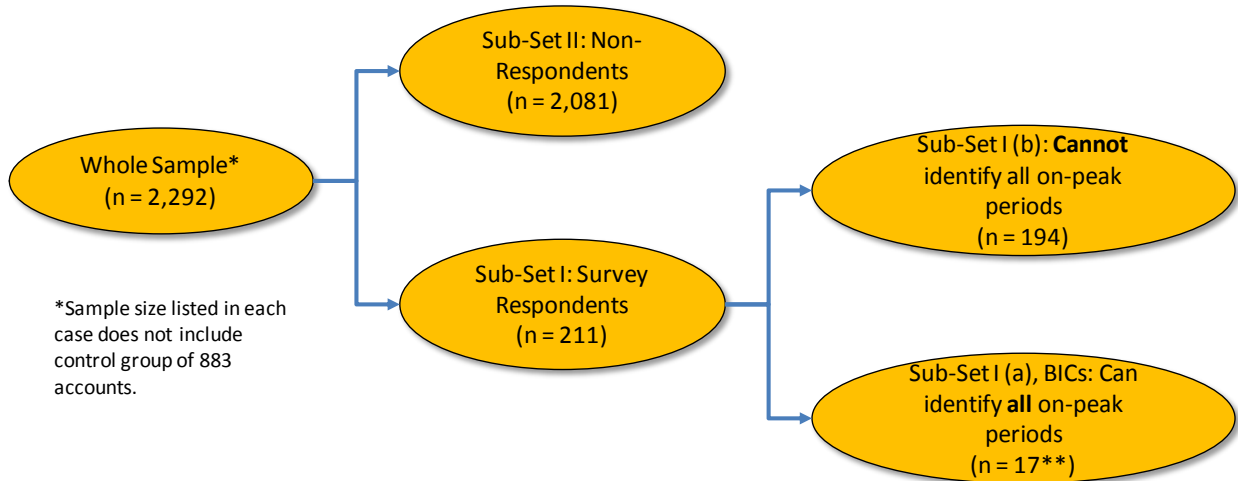 Whole Sample*
(n = 2,292)
*Sample size listed in each
case does not include
control group of 883
accounts.
Sub-Set II: Non-
Respondents
(n = 2,081)
Sub-Set I: Survey
Respondents
(n = 211)
Sub-Set I (b): Cannot
identify all on-peak
periods
(n = 194)
Sub-Set I (a), BICs: Can
identify all on-peak
periods
(n = 17**)